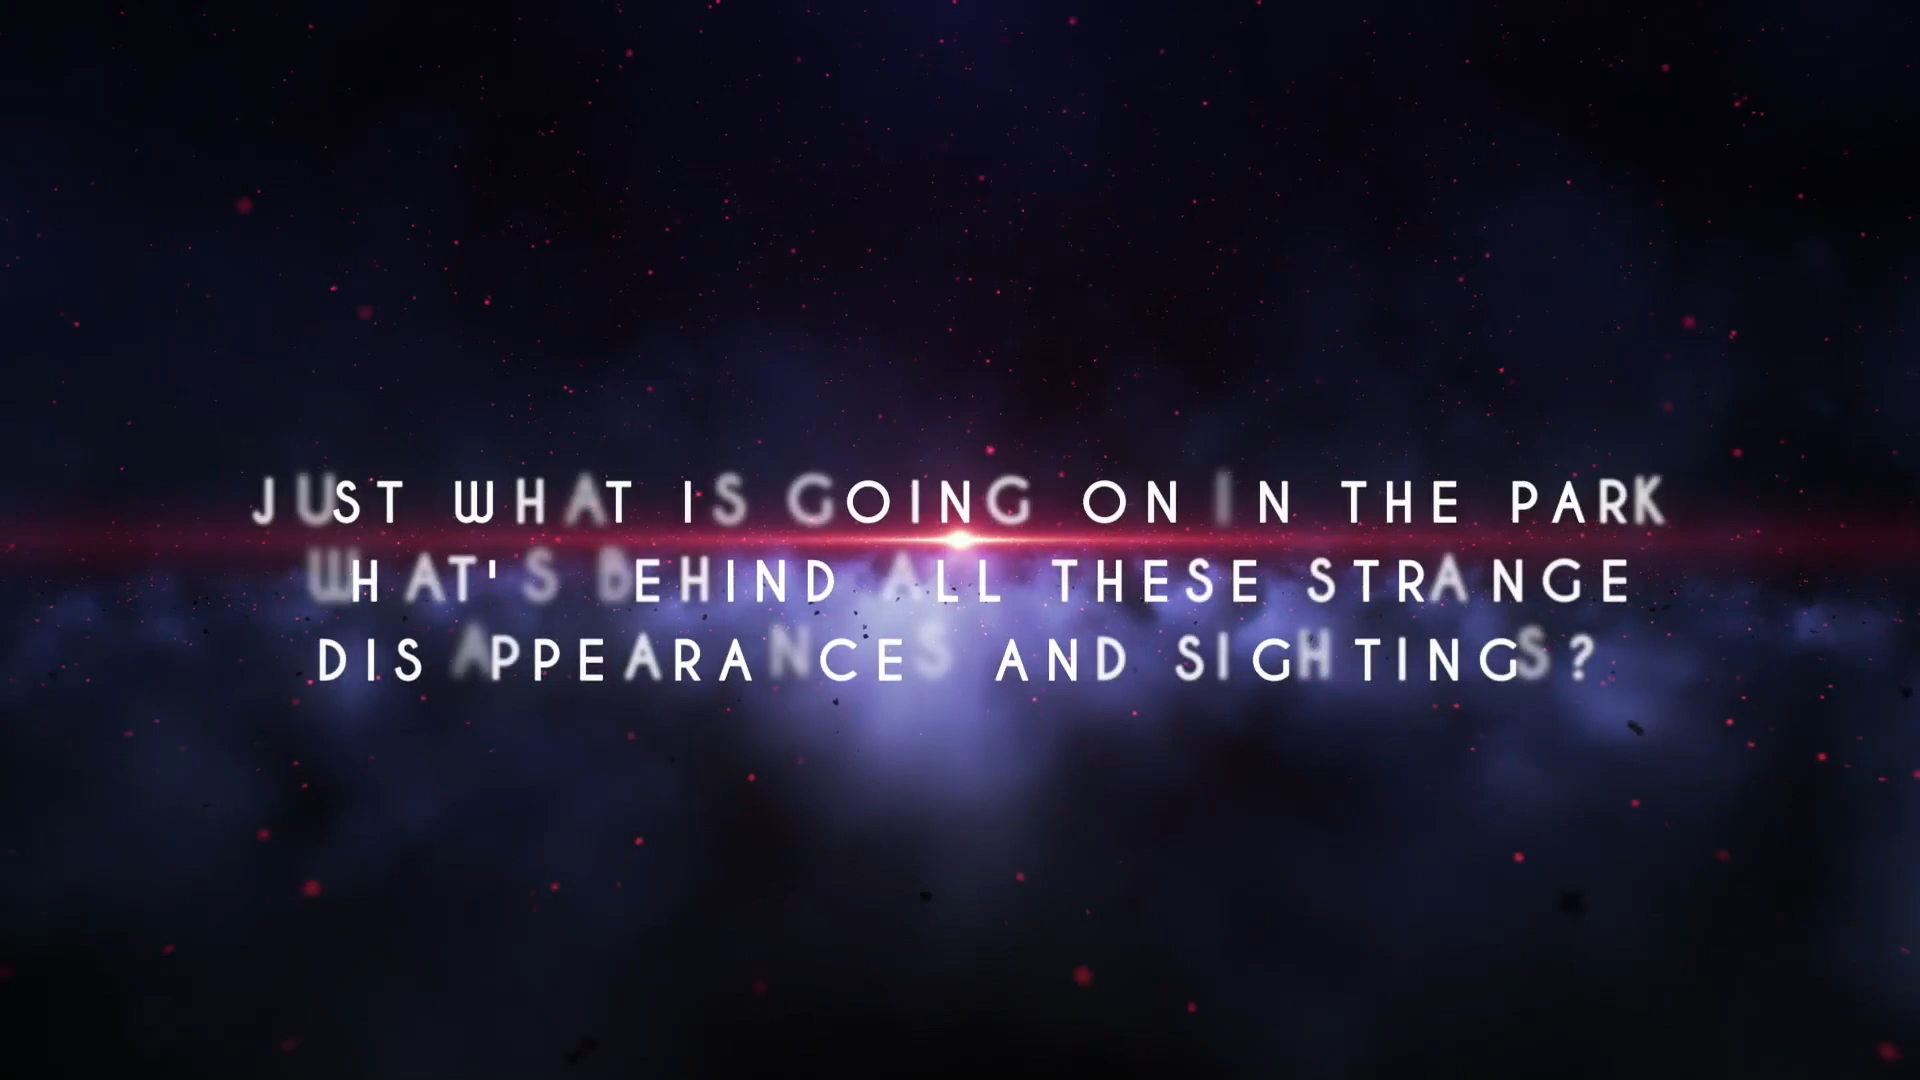 JUST WHAT IS GOING ON IN THE PARK
WHAT'S BEHIND ALL THESE STRANGE
DISAPPEARANCES AND SIGHTINGS?